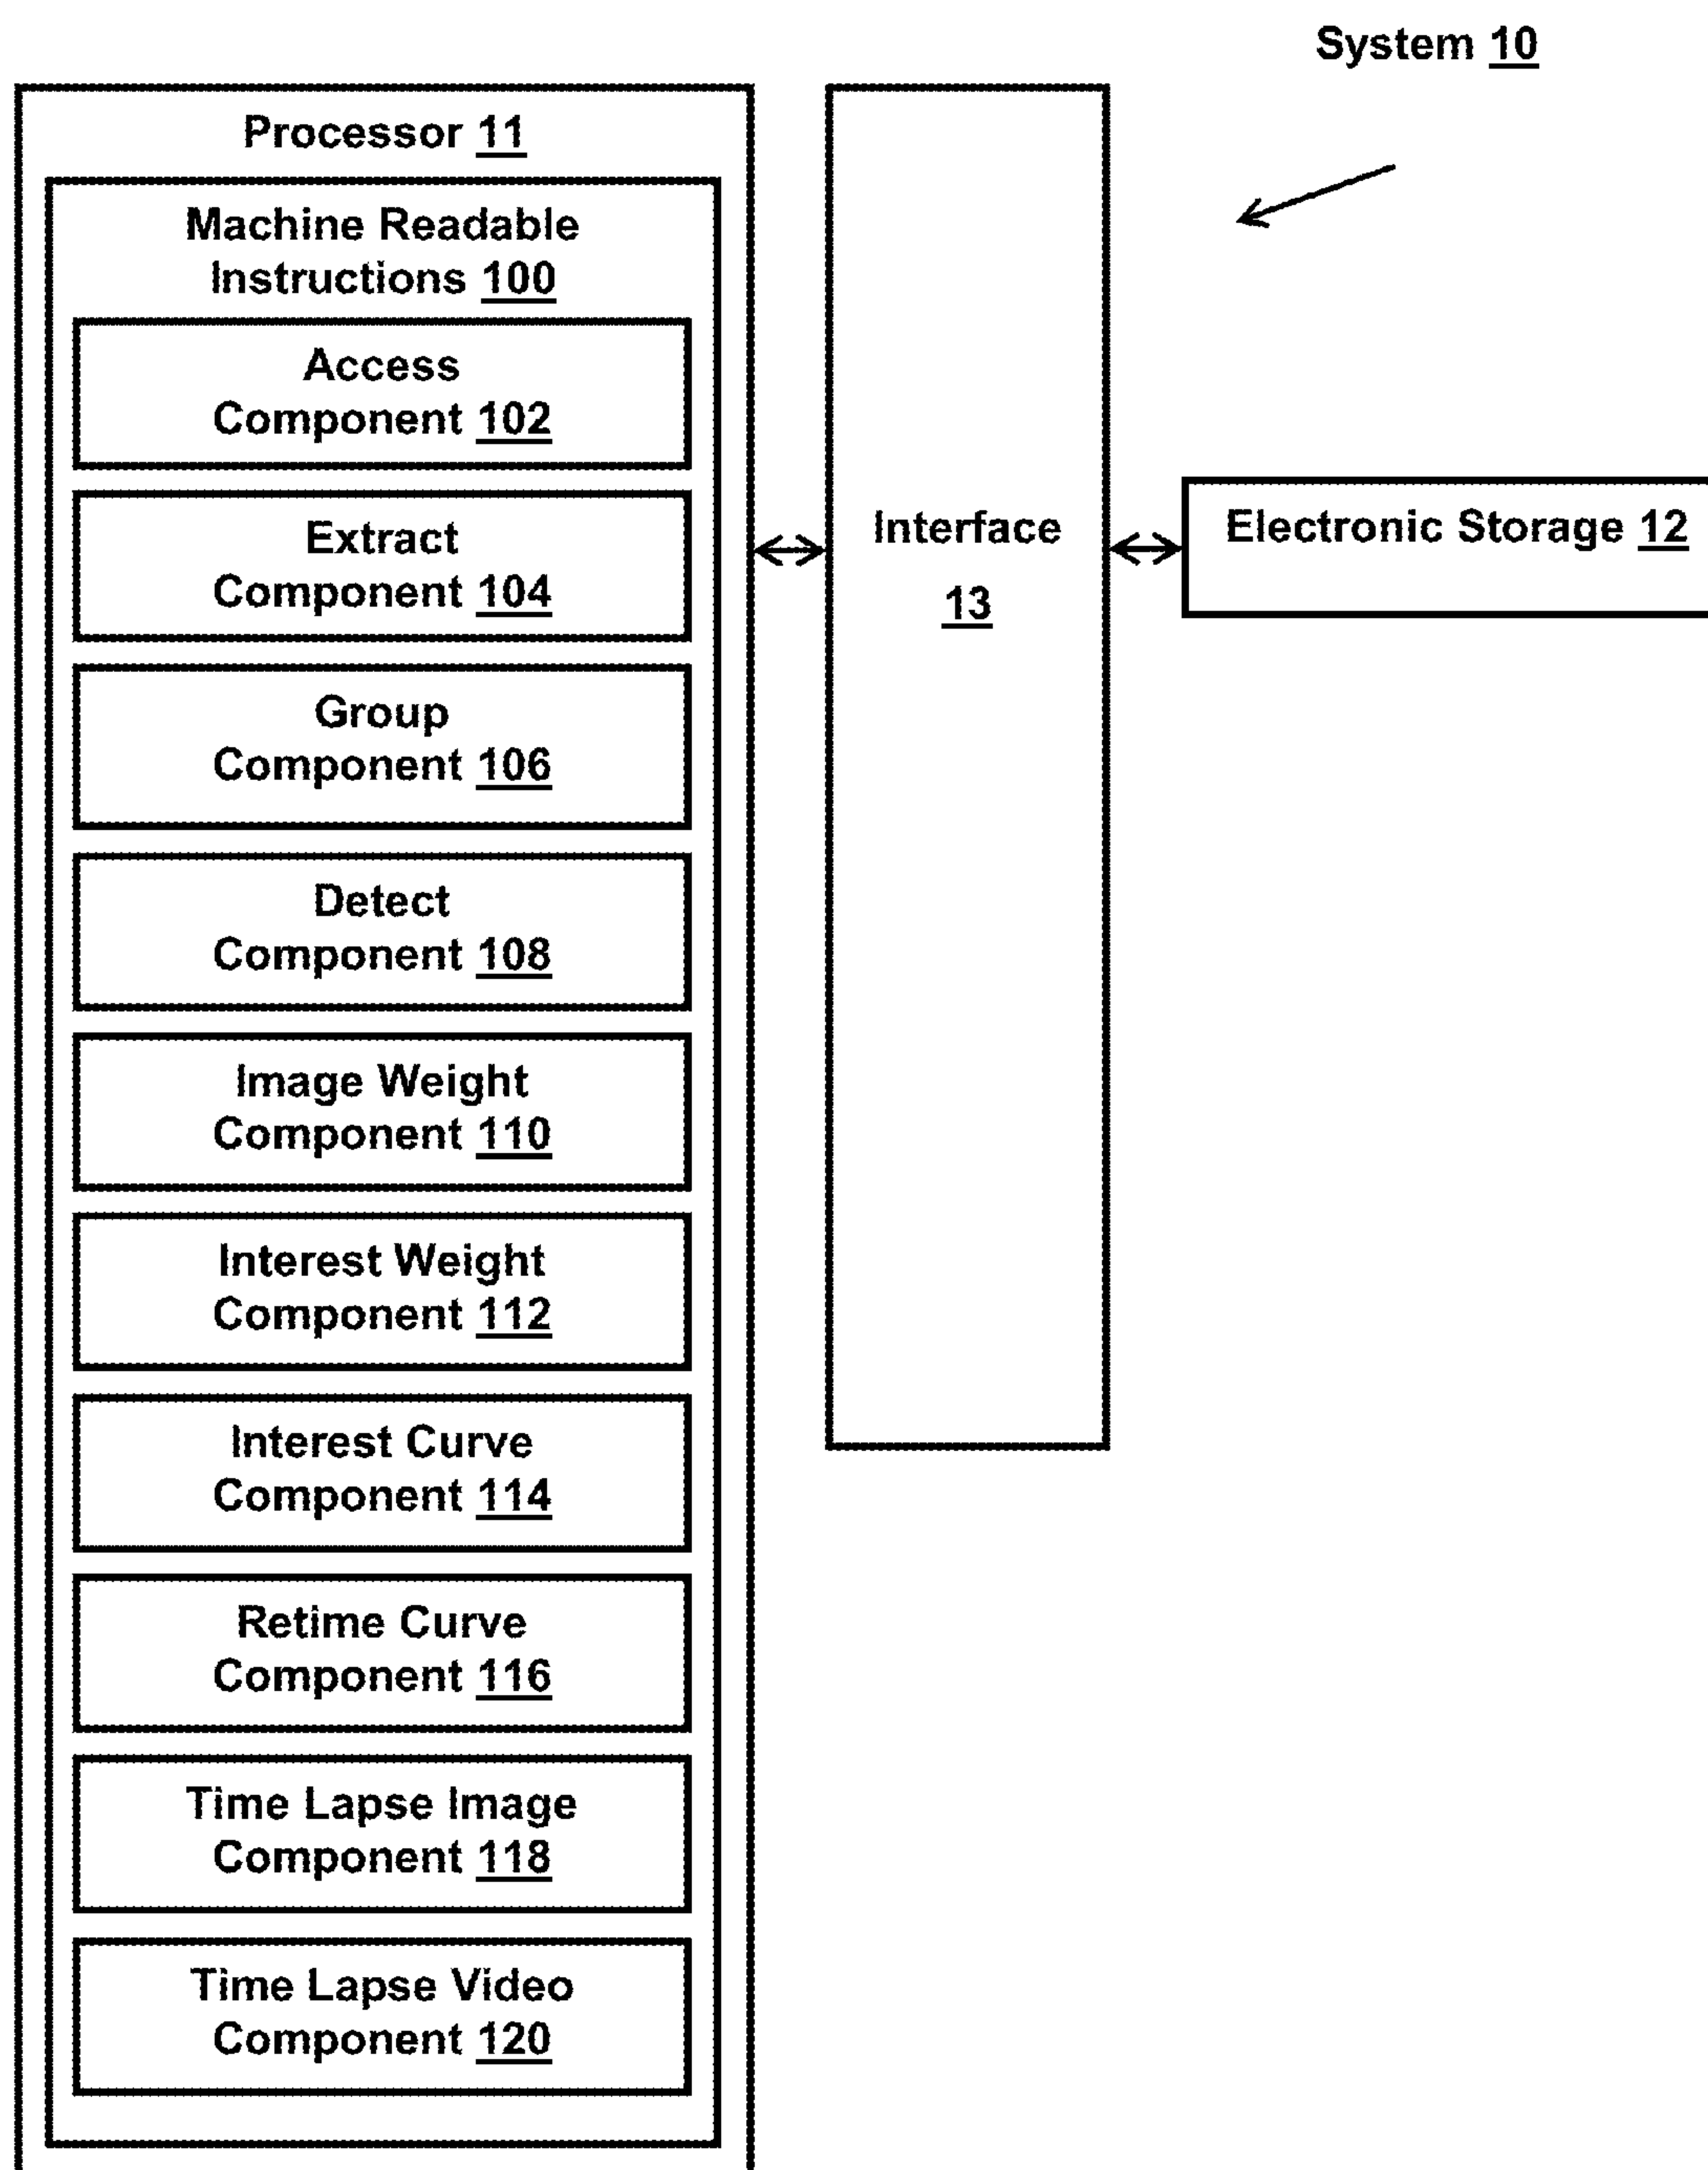 System 10
Processor 11
Machine Readable
Instructions 100
Access
Component 102
Extract
Component 104
Group
Component 106
Detect
Component 108
Image Weight
Component 110
Interest Weight
Component 112
Interest Curve
Component 114
Retime Curve
Component 116
Time Lapse Image
Component 118
Time Lapse Video
Component 120
Interface
13
Electronic Storage 12